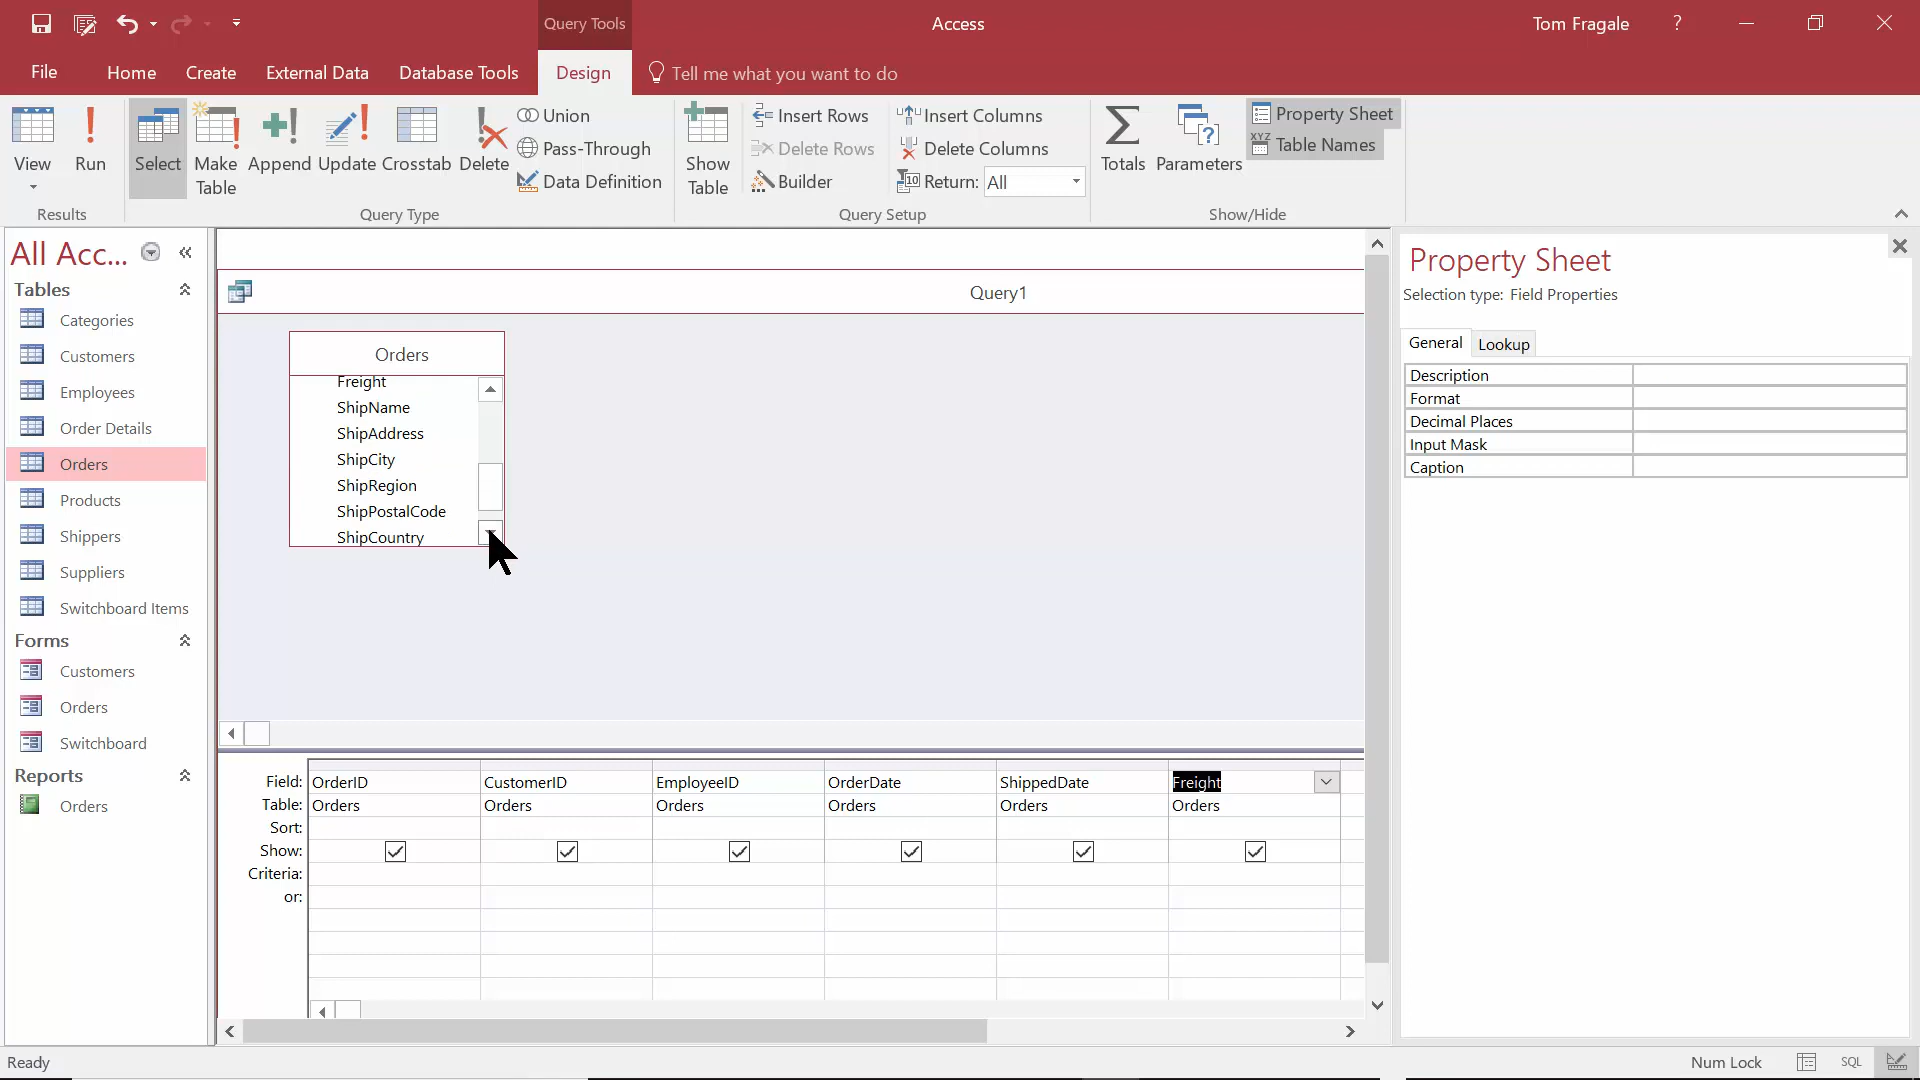 Query Tools
Access
Tom Fragale
?
File
Home
Create
External Data
Database Tools
Design
Tell me what you want to do
View
Run
Select
Make Table
Append
Update
Crosstab
Delete
Union
Pass-Through
Data Definition
Show Table
Insert Rows
Delete Rows
Builder
Insert Columns
Delete Columns
Return: All
Totals
Parameters
Property Sheet
XYZ Table Names
Results
Query Type
Query Setup
Show/Hide
All Acc...
Tables
Categories
Customers
Employees
Order Details
Orders
Products
Shippers
Suppliers
Switchboard Items
Forms
Customers
Orders
Switchboard
Reports
Orders
Query1
Orders
Freight
ShipName
ShipAddress
ShipCity
ShipRegion
ShipPostalCode
ShipCountry
Field: OrderID CustomerID EmployeeID OrderDate ShippedDate Freight
Table: Orders Orders Orders Orders Orders Orders
Sort:
Show:
Criteria:
or:
Property Sheet
Selection type: Field Properties
General
Lookup
Description
Format
Decimal Places
Input Mask
Caption
Ready
Num Lock
SQL